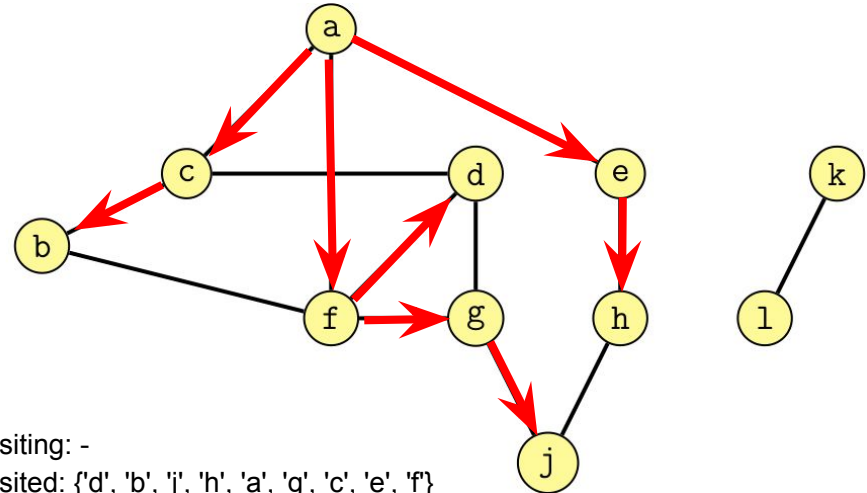 a
c
d
e
k
b
f
g
h
l
j
siting: -
sited: {'d', 'b', 'j', 'h', 'a', 'g', 'c', 'e', 'f'}